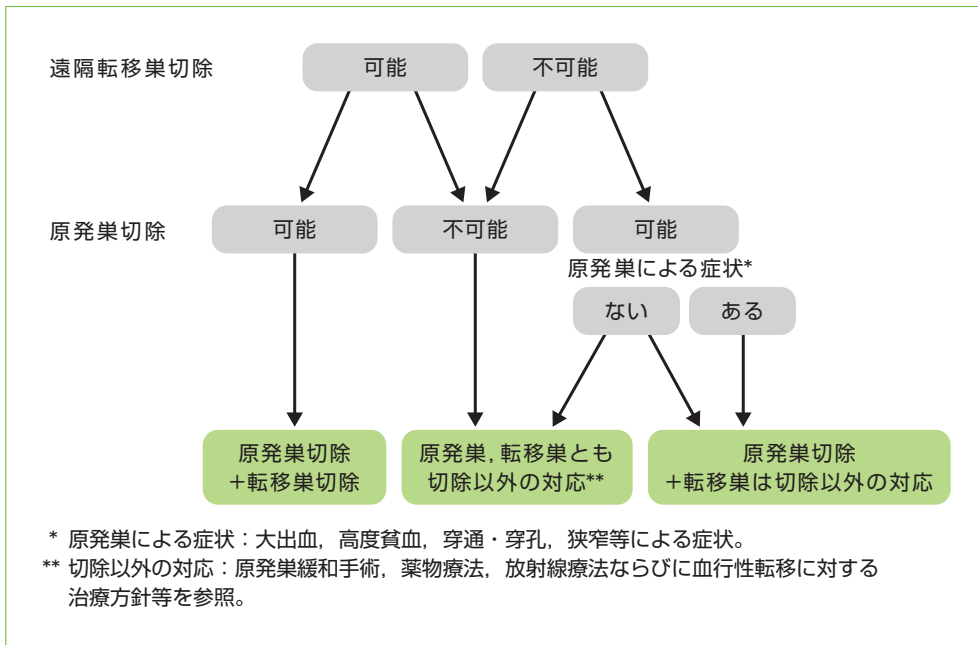 遠隔転移巣切除
可能
不可能
原発巣切除
可能
不可能
可能
原発巣による症状*
ない
ある
原発巣切除
+転移巣切除
原発巣，転移巣とも
切除以外の対応**
原発巣切除
+転移巣は切除以外の対応
* 原発巣による症状：大出血，高度貧血，穿通・穿孔，狭窄等による症状。
** 切除以外の対応：原発巣緩和手術，薬物療法，放射線療法ならびに血行性転移に対する
治療方針等を参照。